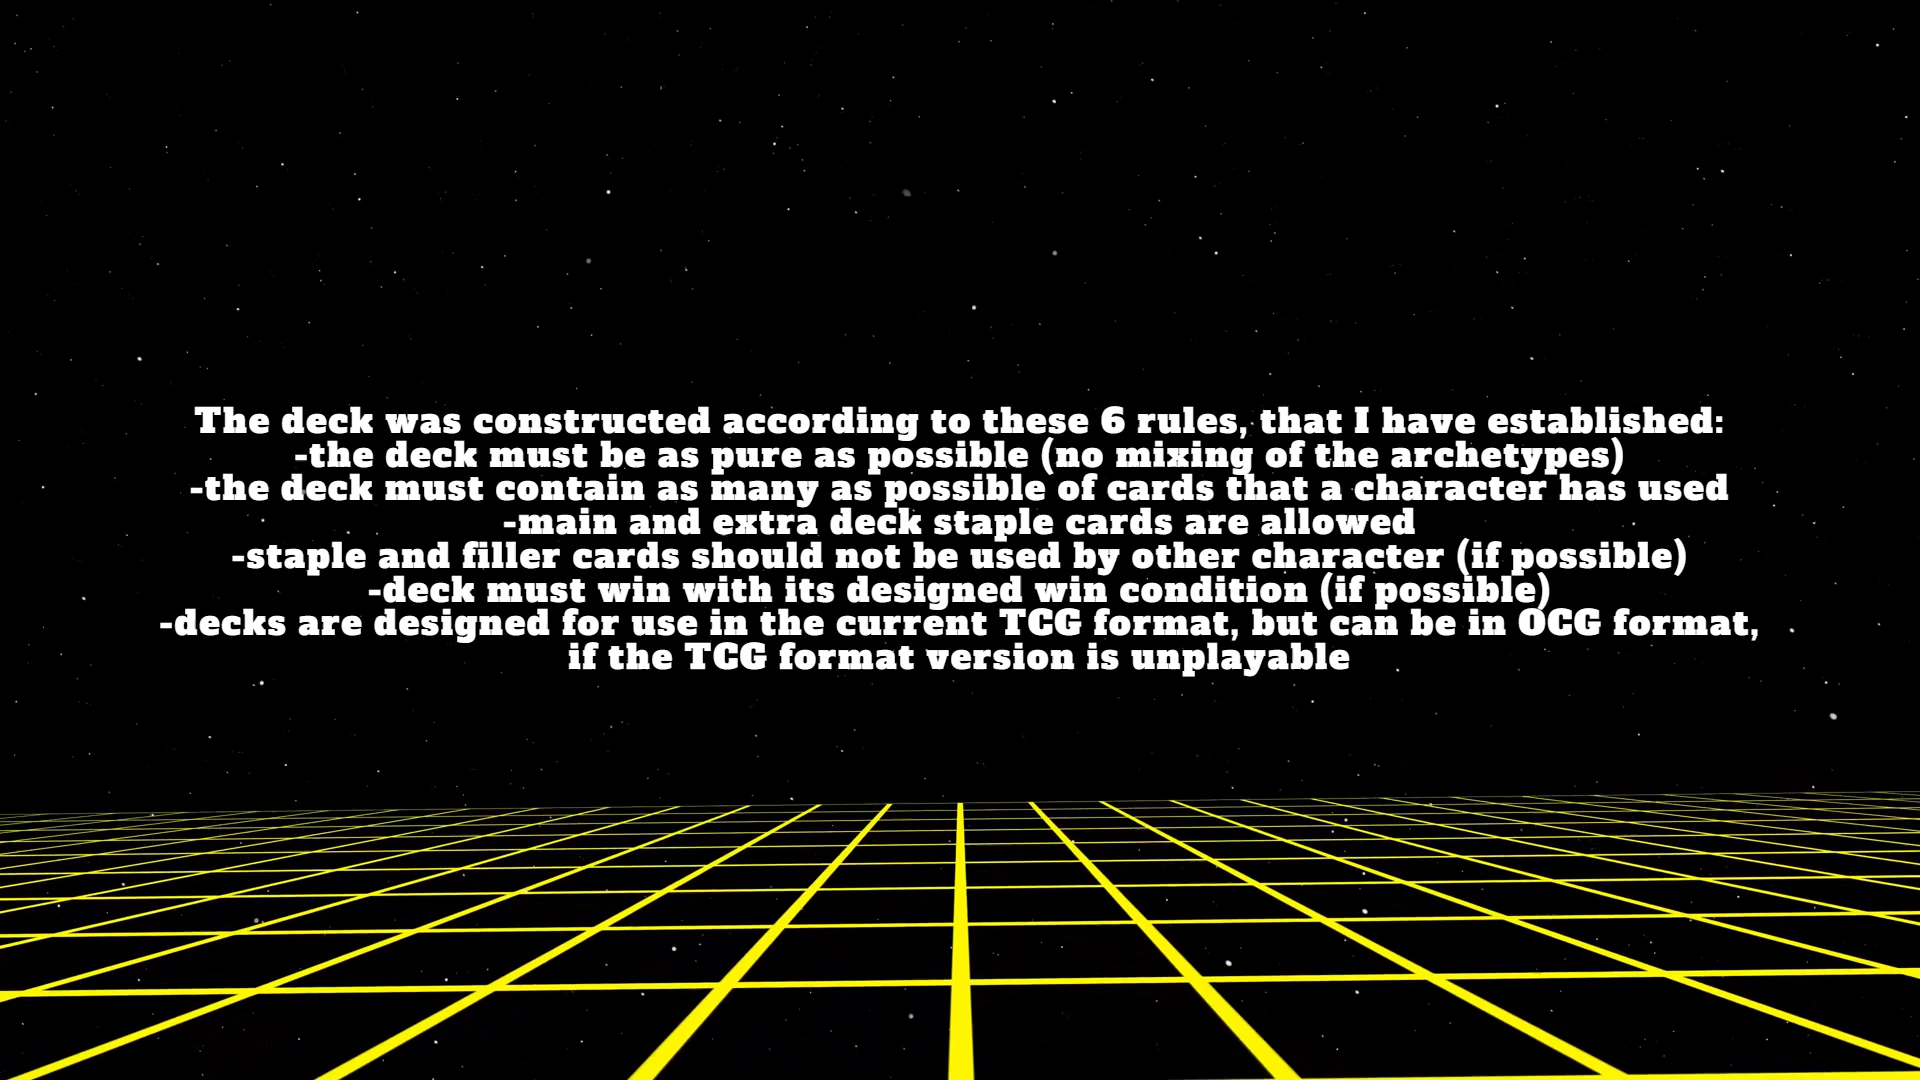 The deck was constructed according to these 6 rules, that I have established:
-the deck must be as pure as possible (no mixing of the archetypes)
-the deck must contain as many as possible of cards that a character has used
-main and extra deck staple cards are allowed
-staple and filler cards should not be used by other character (if possible)
-deck must win with its designed win condition (if possible)
-decks are designed for use in the current TCG format, but can be in OCG format,
if the TCG format version is unplayable